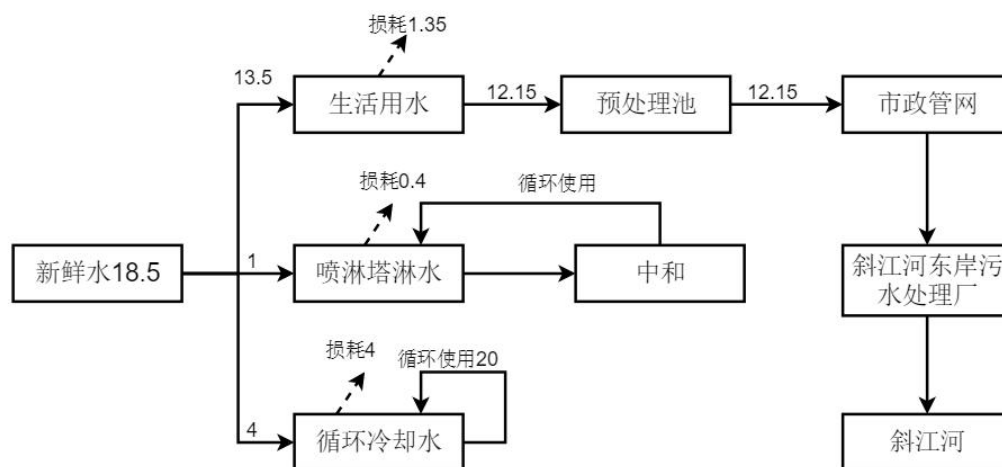 损耗1.35
13.5
生活用水
12.15
预处理池
12.15
市政管网
损耗0.4
循环使用
新鲜水18.5
1
喷淋塔淋水
中和
斜江河东岸污
水处理厂
损耗4
循环使用20
4
循环冷却水
斜江河